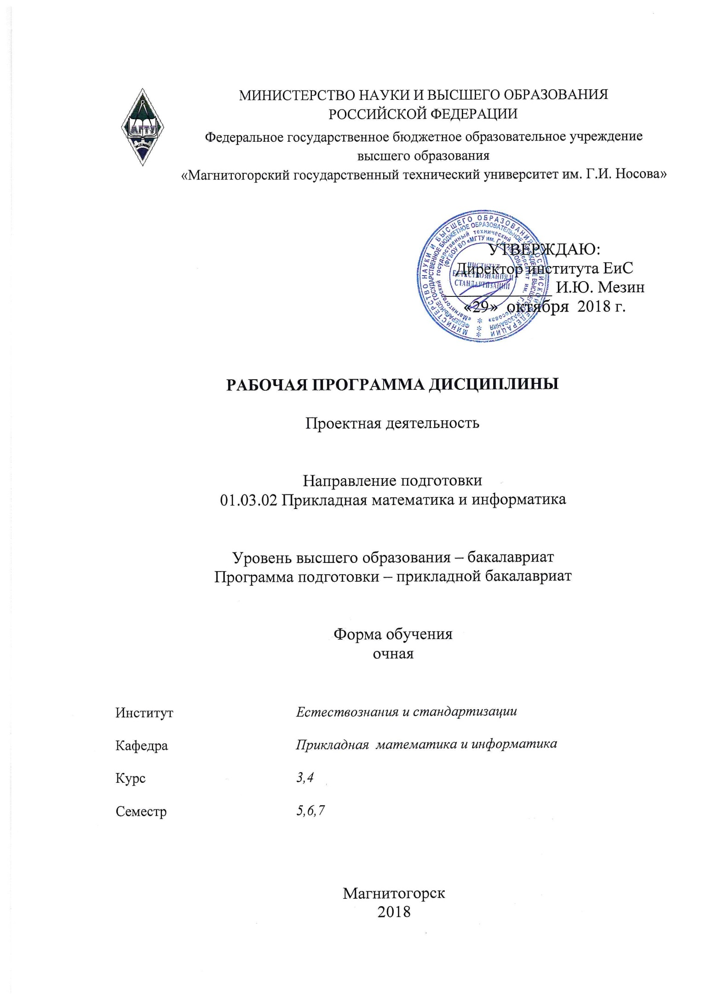 МИНИСТЕРСТВО НАУКИ И ВЫСШЕГО ОБРАЗОВАНИЯ
РОССИЙСКОЙ ФЕДЕРАЦИИ
Федеральное государственное бюджетное образовательное учреждение
высшего образования
«Магнитогорский государственный технический университет им. Г.И. Носова»
МГТУ
МИНИСТЕРСТВО НАУКИ И ВЫСШЕГО ОБРАЗОВАНИЯ РОССИЙСКОЙ ФЕДЕРАЦИИ
ФЕДЕРАЛЬНОЕ ГОСУДАРСТВЕННОЕ БЮДЖЕТНОЕ ОБРАЗОВАТЕЛЬНОЕ УЧРЕЖДЕНИЕ ВЫСШЕГО ОБРАЗОВАНИЯ
«Магнитогорский государственный технический университет им. Г.И. Носова»
(ФГБОУ ВО «МГТУ им. Г.И. НОСОВА»)
ИНСТИТУТ
ЕСТЕСТВОЗНАНИЯ И
СТАНДАРТИЗАЦИИ
УТВЕРЖДАЮ:
Директор института ЕиС
И.Ю. Мезин
«29» октября 2018 г.
РАБОЧАЯ ПРОГРАММА ДИСЦИПЛИНЫ
Проектная деятельность
Направление подготовки
01.03.02 Прикладная математика и информатика
Уровень высшего образования – бакалавриат
Программа подготовки – прикладной бакалавриат
Форма обучения
очная
Институт Естествознания и стандартизации
Кафедра Прикладная математика и информатика
Курс 3,4
Семестр 5,6,7
Магнитогорск
2018